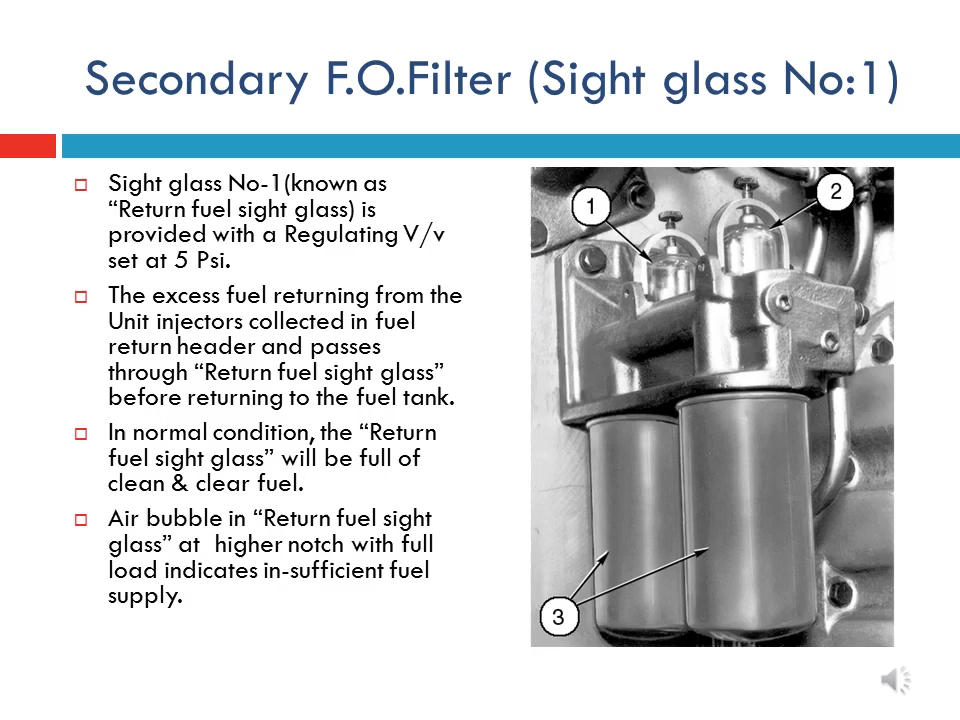 Secondary F.O.Filter (Sight glass No:1)
Sight glass No-1(known as
“Return fuel sight glass) is
provided with a Regulating V/v
set at 5 Psi.
The excess fuel returning from the
Unit injectors collected in fuel
return header and passes
through “Return fuel sight glass”
before returning to the fuel tank.
In normal condition, the “Return
fuel sight glass” will be full of
clean & clear fuel.
Air bubble in “Return fuel sight
glass” at  higher notch with full
load indicates in-sufficient fuel
supply.
1
2
3